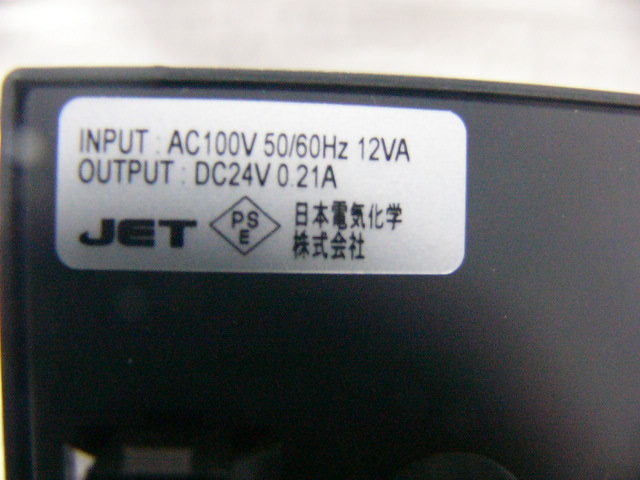 INPUT : AC100V 50/60Hz 12VA
OUTPUT : DC24V 0.21A
JET
PS
E
日本電気化学
株式会社